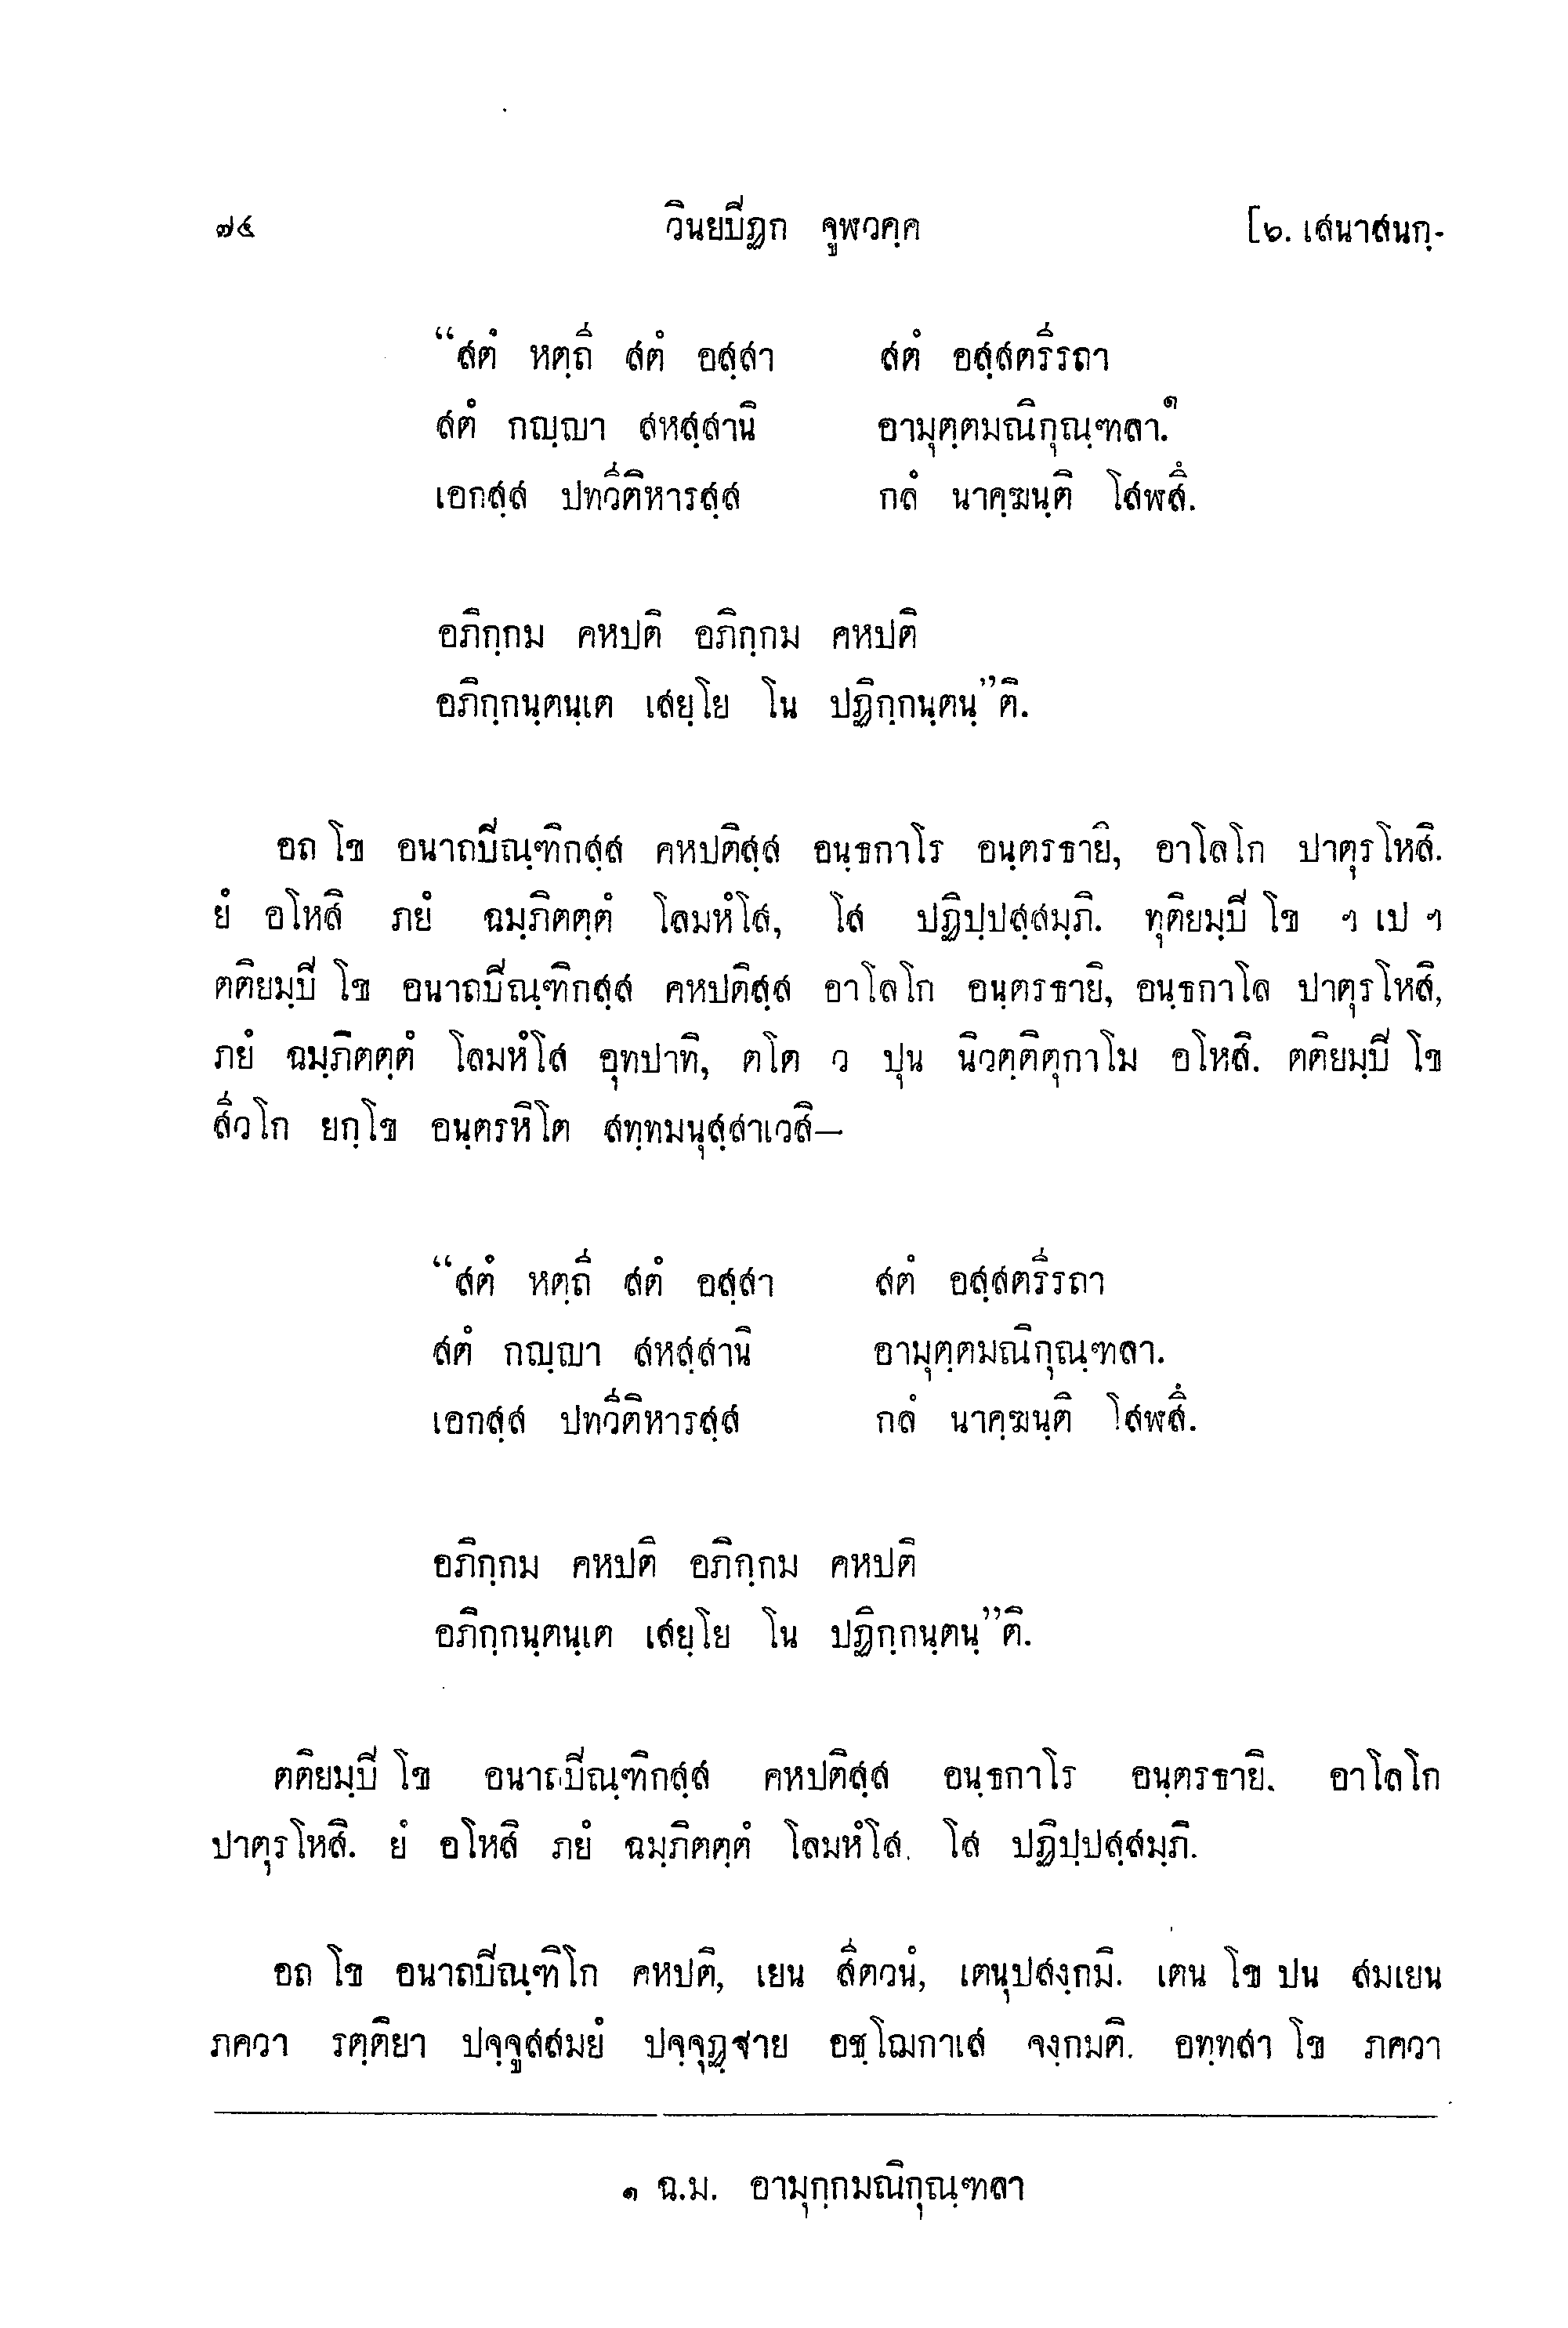 ๗๔ วินยปิฏก จูฬวคฺค [๖. เสนาสนกฺ-
“สตํ หตฺถี สตํ อสฺสา สตํ อสฺสตรีรถา
สตํ กญฺญา สหสฺสานิ อามุตฺตมณิกุณฺฑลา.๑
เอกสฺส ปทวีติหารสฺส กลํ นาคฺฆนฺติ โสฬสึ.
อภิกฺกม คหปติ อภิกฺกม คหปติ
อภิกฺกนฺตนฺเต เสยฺโย โน ปฏิกฺกนฺตนฺ”ติ.
อถ โข อนาถปิณฺฑิกสฺส คหปติสฺส อนฺธกาโร อนฺตรธายิ, อาโลโก ปาตุรโหสิ.
ยํ อโหสิ ภยํ ฉมฺภิตตฺตํ โลมหํโส, โส ปฏิปฺปสฺสมฺภิ. ทุติยมฺปิ โข ฯ เป ฯ
ตติยมฺปิ โข อนาถปิณฺฑิกสฺส คหปติสฺส อาโลโก อนฺตรธายิ, อนฺธกาโล ปาตุรโหสิ,
ภยํ ฉมฺภิตตฺตํ โลมหํโส อุทปาทิ, ตโต ว ปุน นิวตฺติตุกาโม อโหสิ. ตติยมฺปิ โข
สีวโก ยกฺโข อนฺตรหิโต สทฺทมนุสฺสาเวสิ—
“สตํ หตฺถี สตํ อสฺสา สตํ อสฺสตรีรถา
สตํ กญฺญา สหสฺสานิ อามุตฺตมณิกุณฺฑลา.
เอกสฺส ปทวีติหารสฺส กลํ นาคฺฆนฺติ โสฬสึ.
อภิกฺกม คหปติ อภิกฺกม คหปติ
อภิกฺกนฺตนฺเต เสยฺโย โน ปฏิกฺกนฺตนฺ”ติ.
ตติยมฺปิ โข อนาถปิณฺฑิกสฺส คหปติสฺส อนฺธกาโร อนฺตรธายิ. อาโลโก
ปาตุรโหสิ. ยํ อโหสิ ภยํ ฉมฺภิตตฺตํ โลมหํโส. โส ปฏิปฺปสฺสมฺภิ.
อถ โข อนาถปิณฺฑิโก คหปติ, เยน สีตวนํ, เตนุปสงฺกมิ. เตน โข ปน สมเยน
ภควา รตฺติยา ปจฺจูสสมยํ ปจฺจุฏฺฐาย อชฺโฌกาเส จงฺกมติ. อทฺทสา โข ภควา
๑ ฉ.ม. อามุกฺกมณิกุณฺฑลา